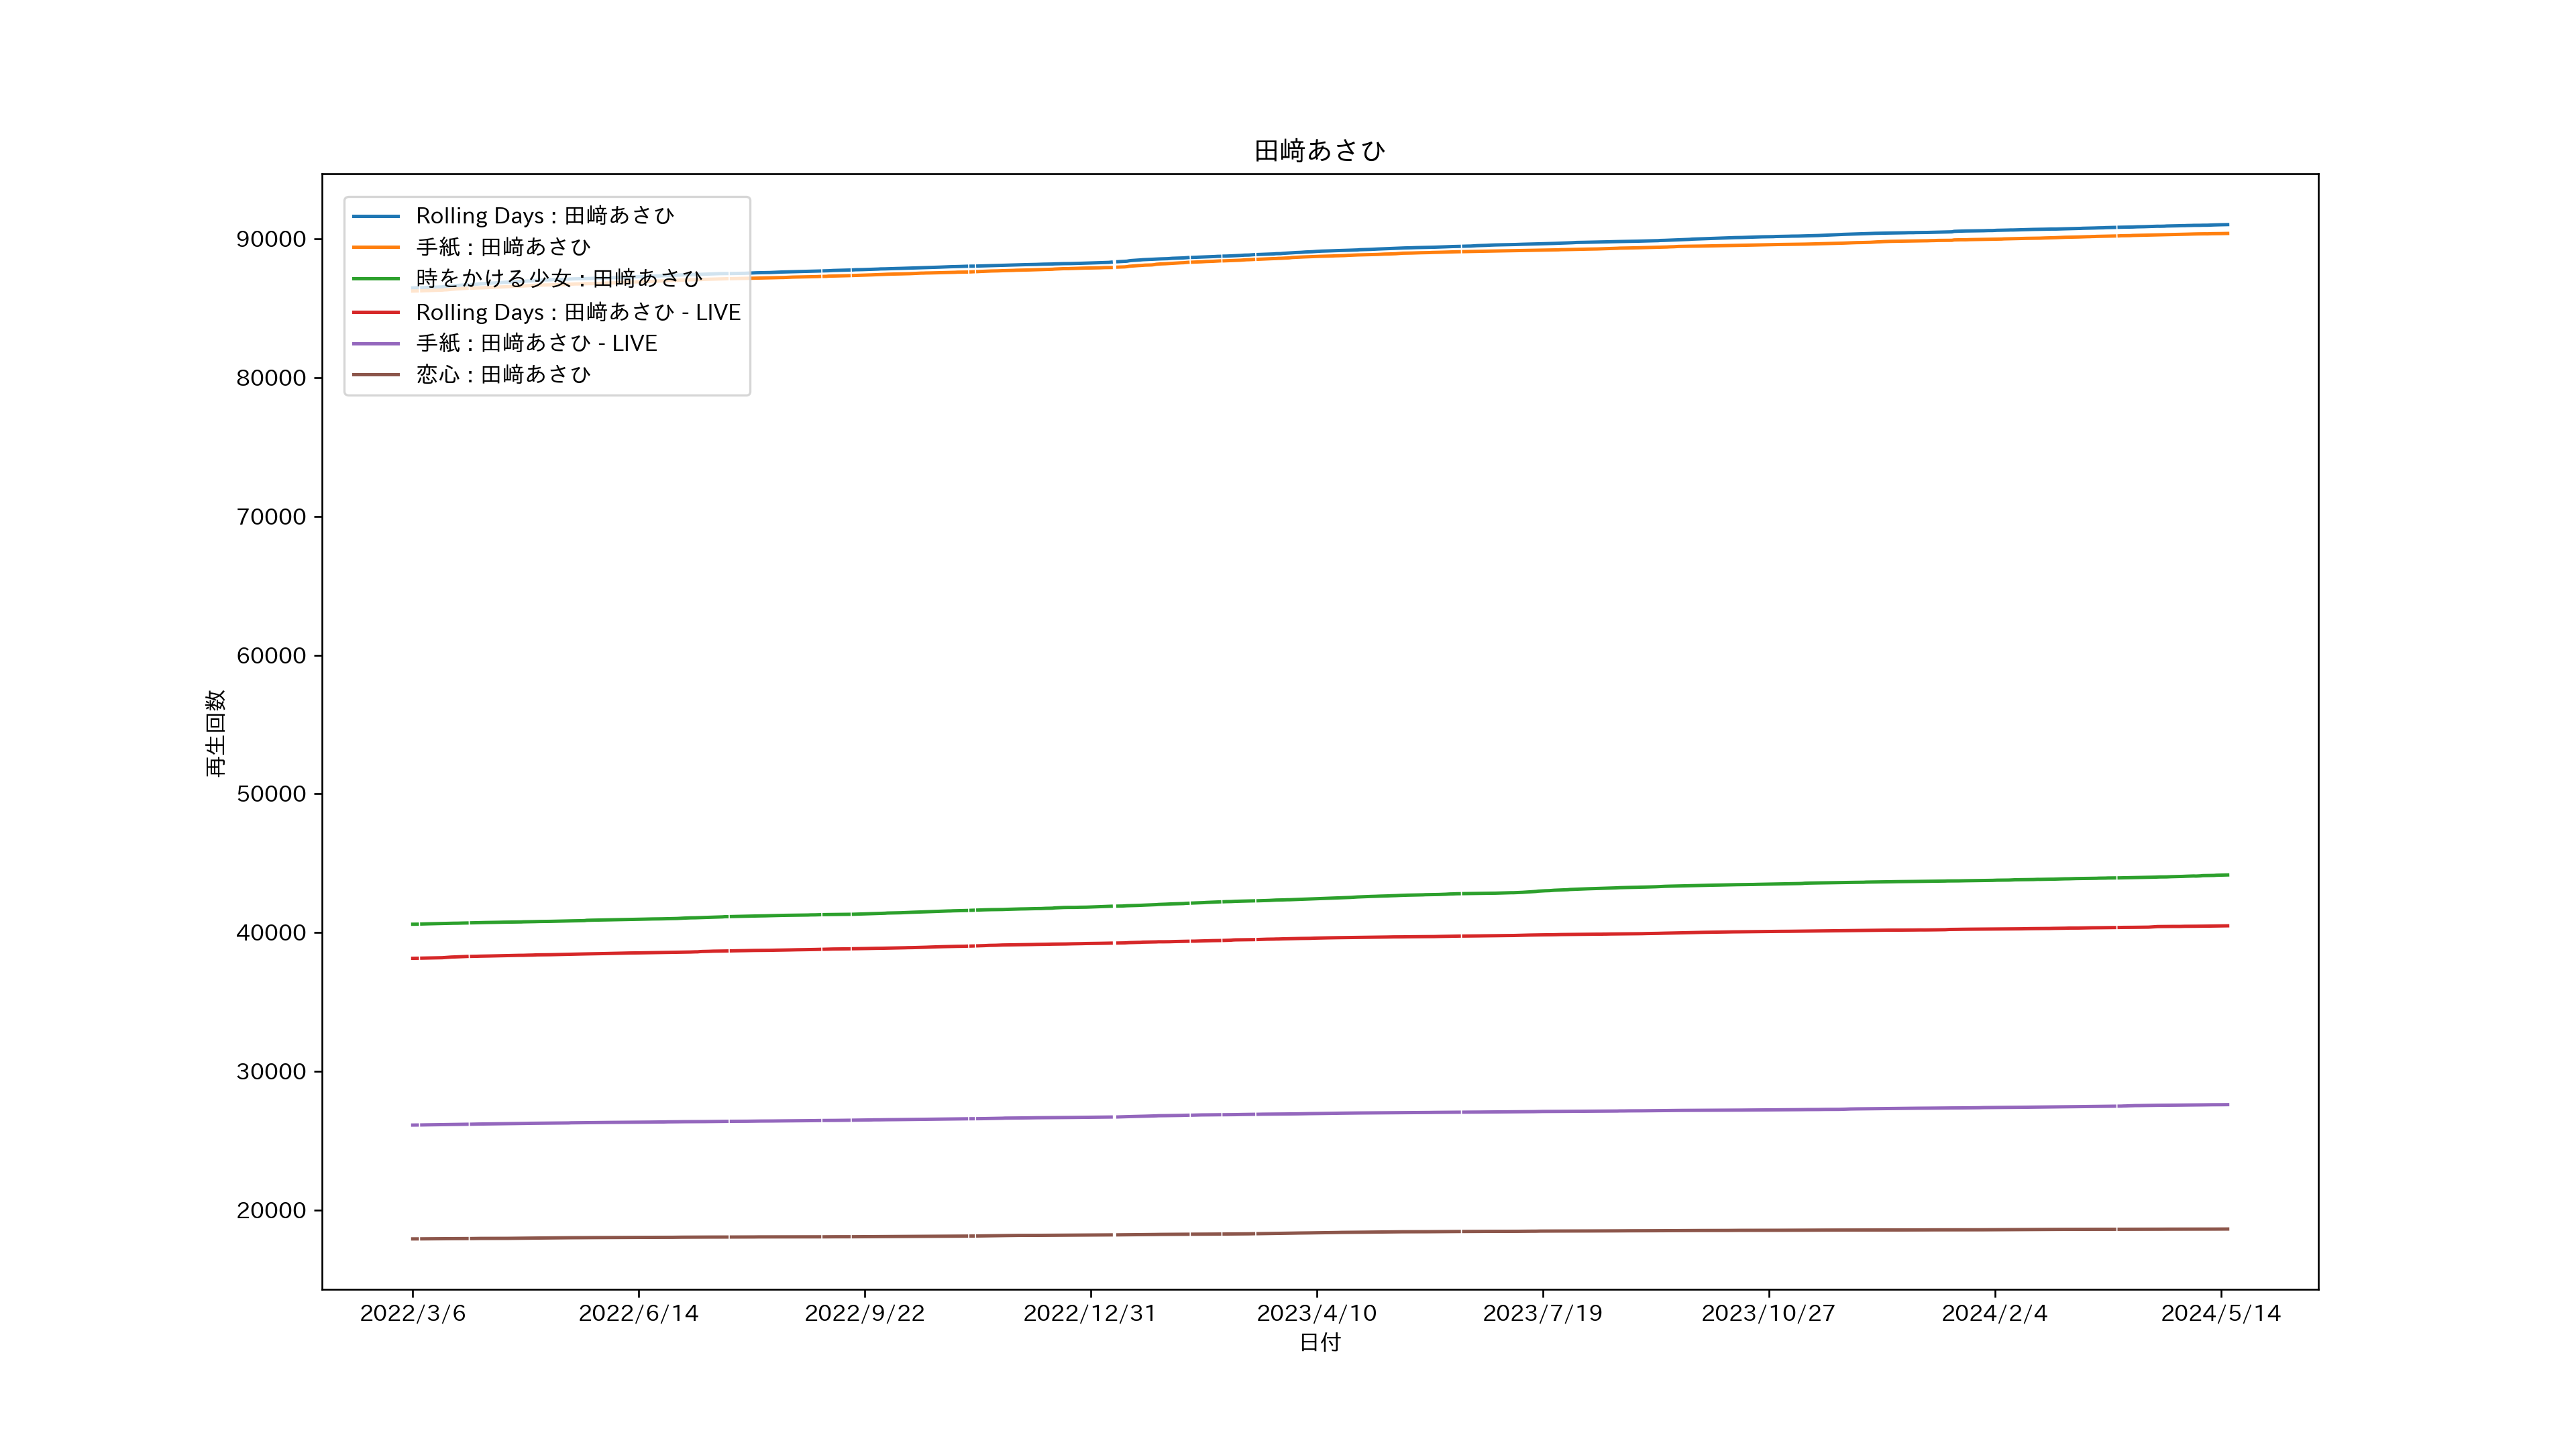 田﨑あさひ
Rolling Days : 田﨑あさひ
手紙 : 田﨑あさひ
時をかける少女 : 田﨑あさひ
Rolling Days : 田﨑あさひ - LIVE
手紙 : 田﨑あさひ - LIVE
恋心 : 田﨑あさひ
90000
80000
70000
60000
50000
40000
30000
20000
再生回数
2022/3/6 2022/6/14 2022/9/22 2022/12/31 2023/4/10 2023/7/19 2023/10/27 2024/2/4 2024/5/14
日付